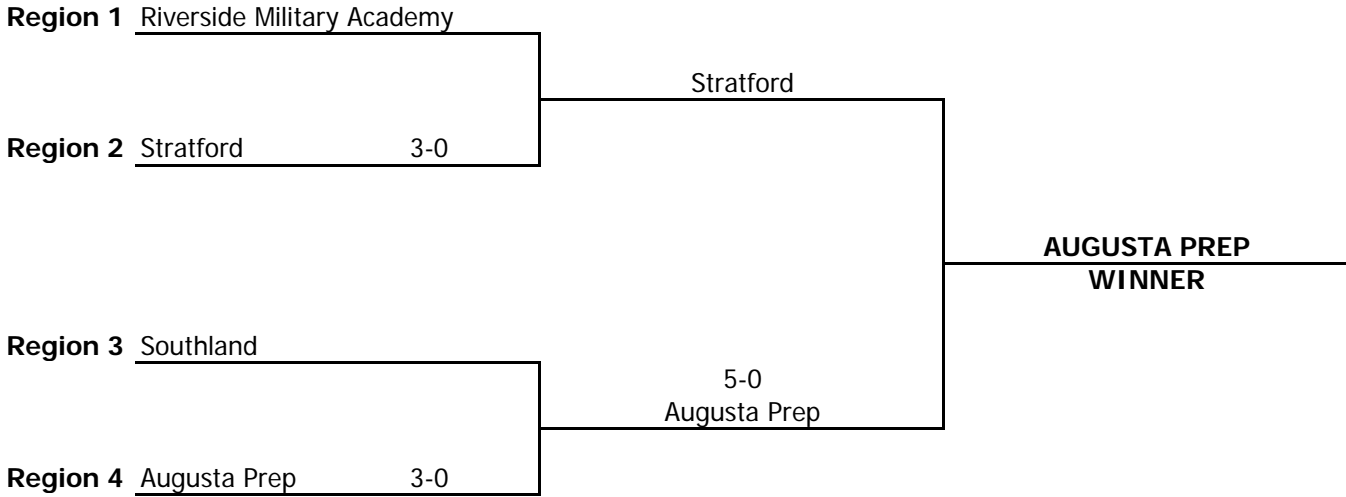 Region 1 Riverside Military Academy
Stratford
Region 2 Stratford 3-0
AUGUSTA PREP
WINNER
Region 3 Southland
5-0
Augusta Prep
Region 4 Augusta Prep 3-0